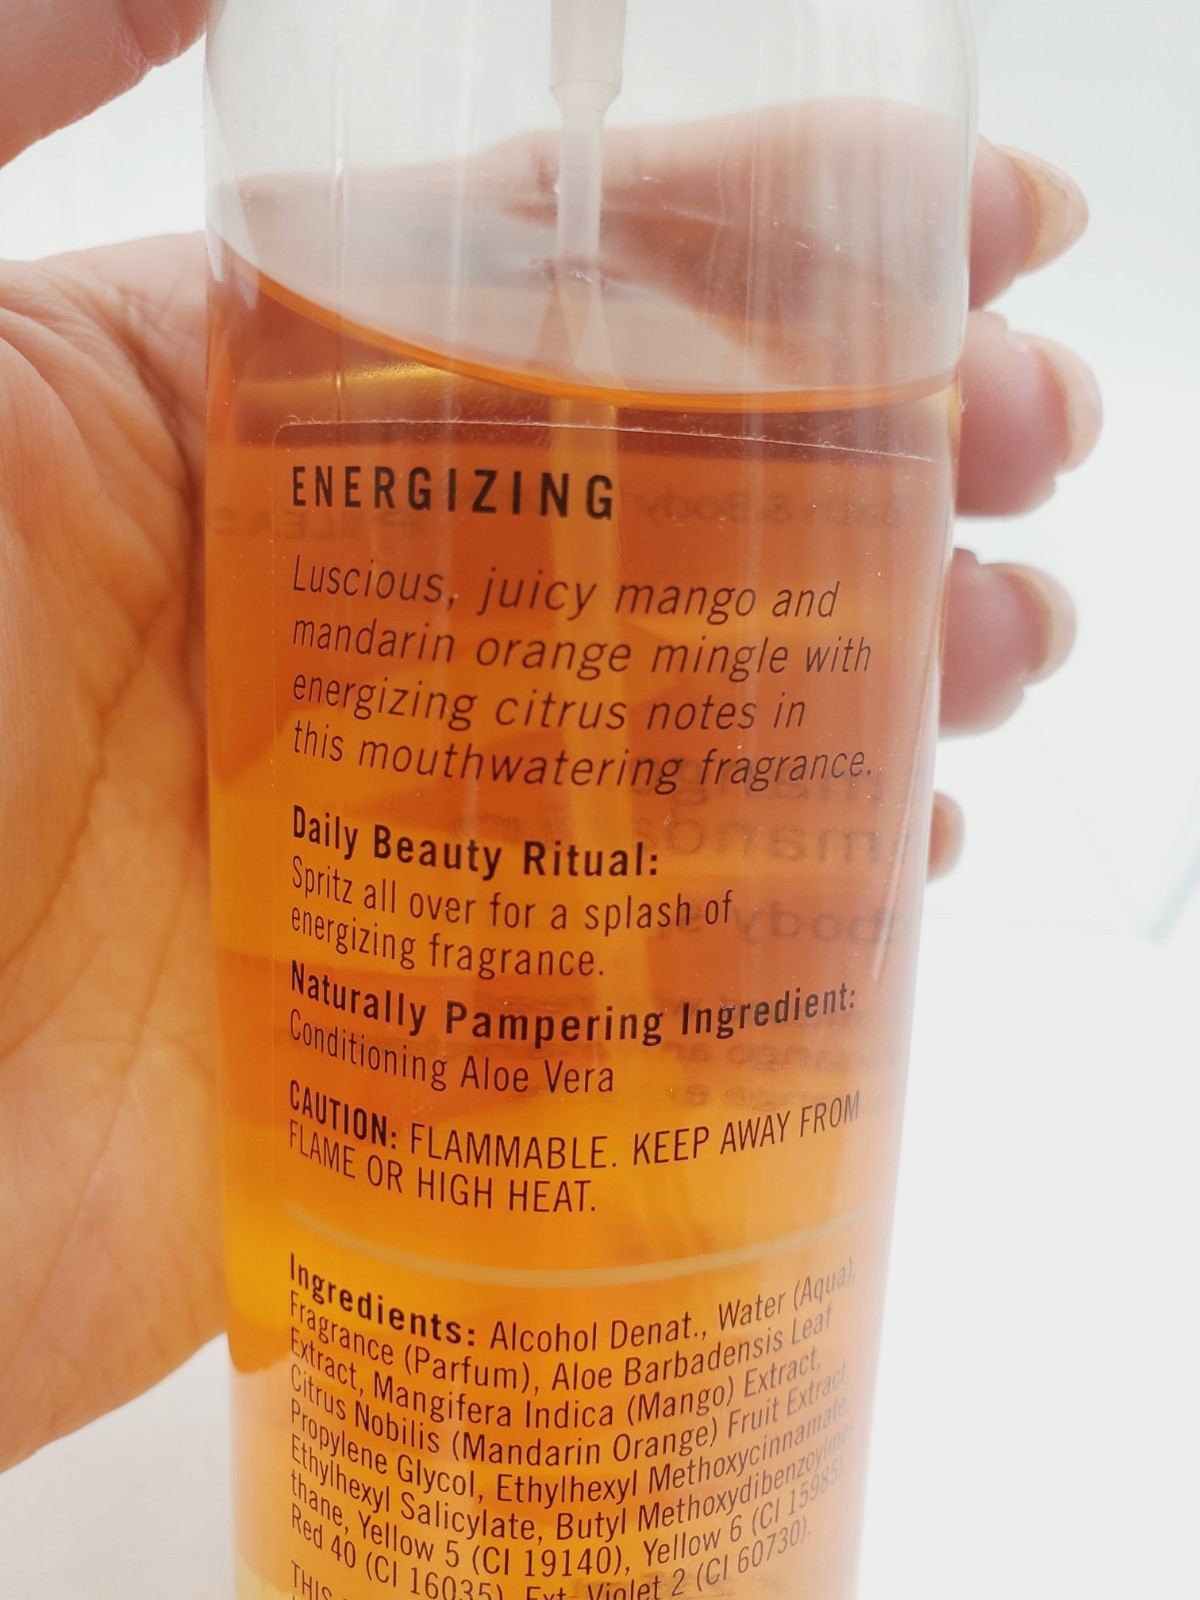 ENERGIZING
Luscious, juicy mango and
mandarin orange mingle with
energizing citrus notes in
this mouthwatering fragrance.
Daily Beauty Ritual:
Spritz all over for a splash of
energizing fragrance.
Naturally Pampering Ingredient:
Conditioning Aloe Vera
CAUTION: FLAMMABLE. KEEP AWAY FROM
FLAME OR HIGH HEAT.
Ingredients: Alcohol Denat., Water (Aqua),
Fragrance (Parfum), Aloe Barbadensis Leaf
Extract, Mangifera Indica (Mango) Extract,
Citrus Nobilis (Mandarin Orange) Fruit Extract,
Propylene Glycol, Ethylhexyl Methoxycinnamate,
Ethylhexyl Salicylate, Butyl Methoxydibenzoylme-
thane, Yellow 5 (CI 19140), Yellow 6 (CI 15985),
Red 40 (CI 16035), Ext. Violet 2 (CI 60730).
THIS